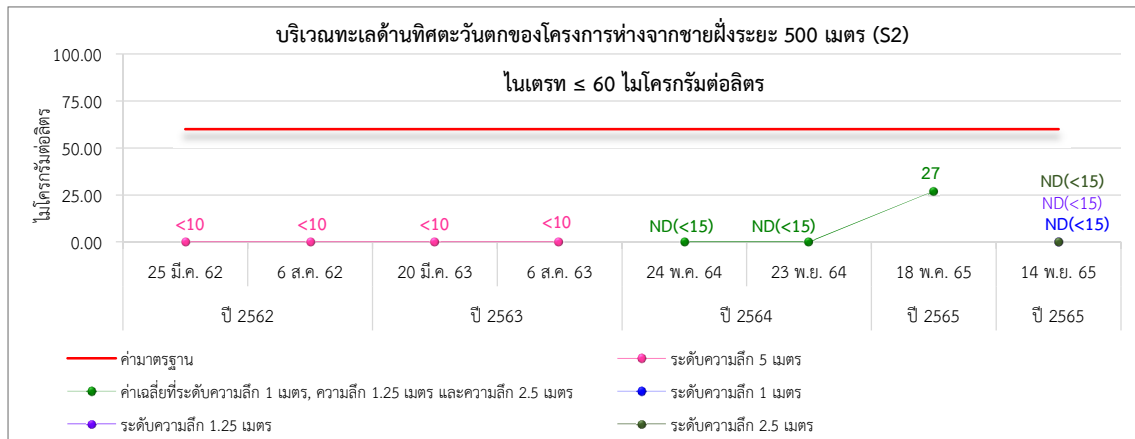 บริเวณทะเลด้านทิศตะวันตกของโครงการห่างจากชายฝั่งระยะ 500 เมตร (S2)
ไนเตรท ≤ 60 ไมโครกรัมต่อลิตร
ไมโครกรัมต่อลิตร
100.00
75.00
50.00
25.00
0.00
<10
<10
<10
<10
ND(<15)
ND(<15)
27
ND(<15)
ND(<15)
ND(<15)
25 มี.ค. 62
6 ส.ค. 62
20 มี.ค. 63
6 ส.ค. 63
24 พ.ค. 64
23 พ.ย. 64
18 พ.ค. 65
14 พ.ย. 65
ปี 2562
ปี 2563
ปี 2564
ปี 2565
ปี 2565
ค่ามาตรฐาน
ระดับความลึก 5 เมตร
ค่าเฉลี่ยที่ระดับความลึก 1 เมตร, ความลึก 1.25 เมตร และความลึก 2.5 เมตร
ระดับความลึก 1 เมตร
ระดับความลึก 1.25 เมตร
ระดับความลึก 2.5 เมตร